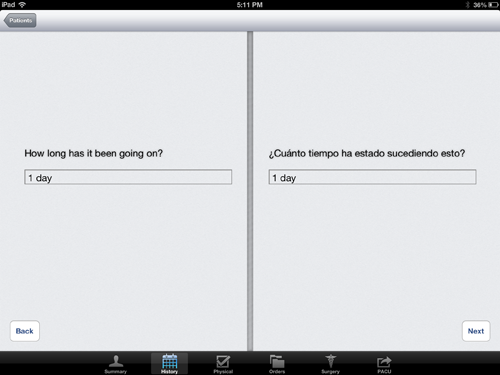 iPad 5:11 PM 36%
Patients
How long has it been going on? ¿Cuánto tiempo ha estado sucediendo esto?
1 day 1 day
Back Next
Summary History Physical Orders Surgery PACU